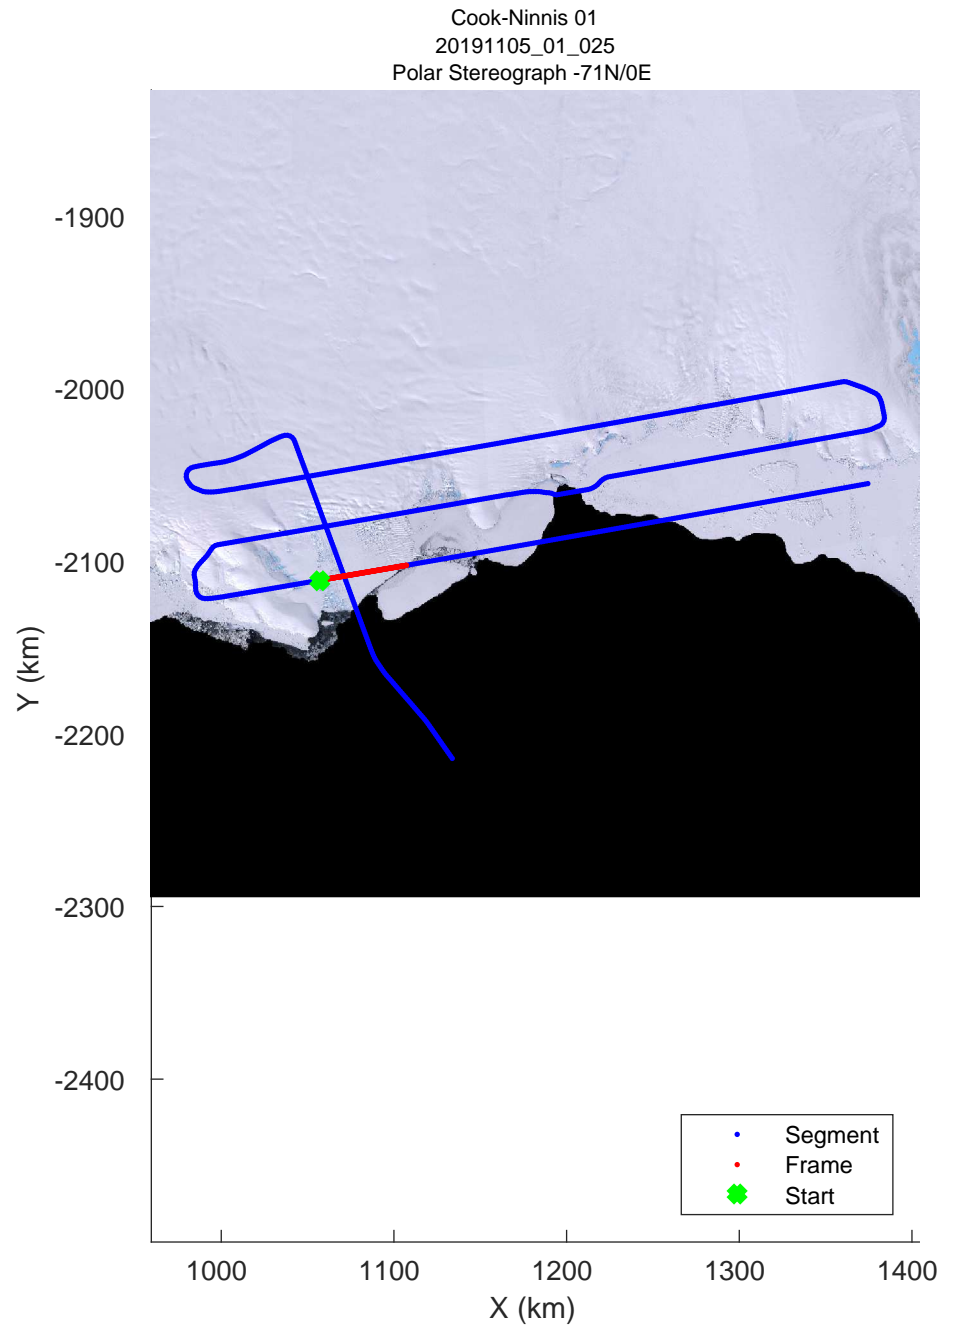 Cook-Ninnis 01
20191105_01_025
Polar Stereograph -71N/0E
-1900
-2000
-2100
-2200
-2300
-2400
Y (km)
Segment
Frame
Start
1000
1100
1200
1300
1400
X (km)